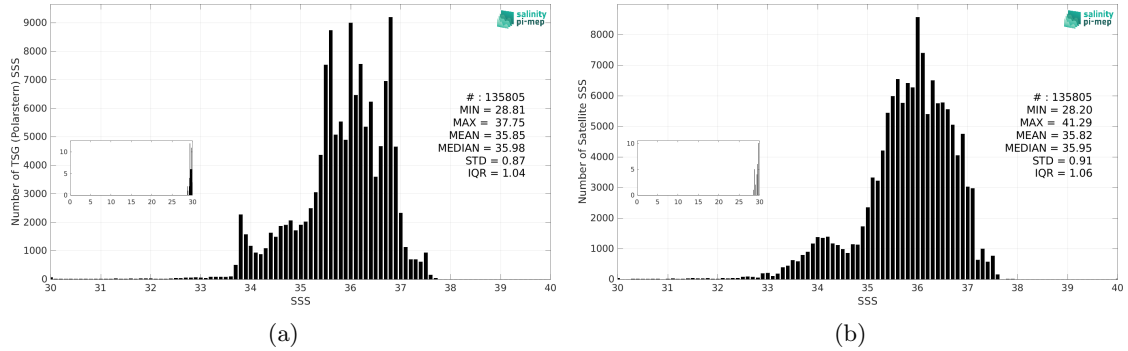 salinity
pi-mep
Number of TSG (Polarstern) SSS
9000
8000
7000
6000
5000
4000
3000
2000
1000
0
# : 135805
MIN = 28.81
MAX = 37.75
MEAN = 35.85
MEDIAN = 35.98
STD = 0.87
IQR = 1.04
10
5
0
0 5 10 15 20 25 30
30 31 32 33 34 35 36 37 38 39 40
SSS
(a)
salinity
pi-mep
Number of Satellite SSS
8000
7000
6000
5000
4000
3000
2000
1000
0
# : 135805
MIN = 28.20
MAX = 41.29
MEAN = 35.82
MEDIAN = 35.95
STD = 0.91
IQR = 1.06
10
5
0
0 5 10 15 20 25 30
30 31 32 33 34 35 36 37 38 39 40
SSS
(b)